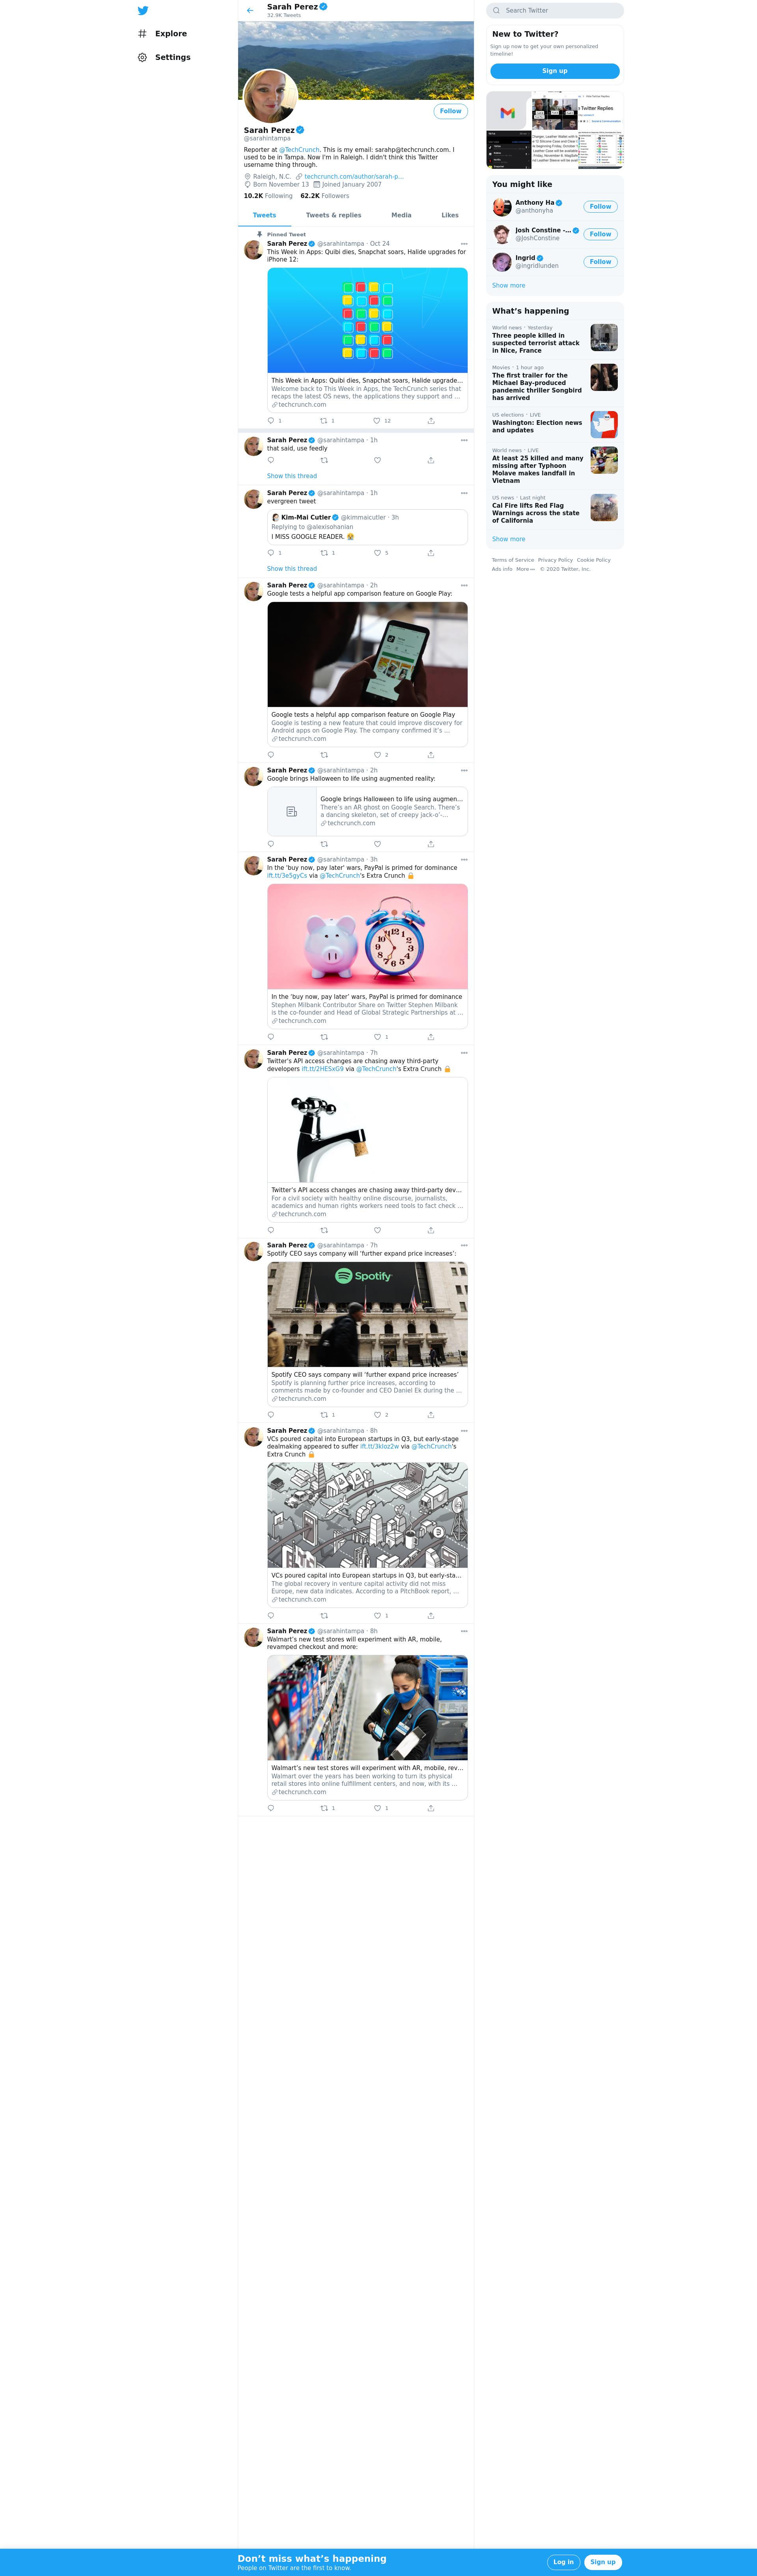 Explore
Settings
Sarah Perez
32.9K Tweets
Follow
Sarah Perez
@sarahintampa
Reporter at @TechCrunch. This is my email: sarahp@techcrunch.com. I
used to be in Tampa. Now I'm in Raleigh. I didn't think this Twitter
username thing through.
Raleigh, N.C. techcrunch.com/author/sarah-p…
Born November 13 Joined January 2007
10.2K Following 62.2K Followers
Tweets Tweets & replies Media Likes
Pinned Tweet
Sarah Perez @sarahintampa · Oct 24
This Week in Apps: Quibi dies, Snapchat soars, Halide upgrades for
iPhone 12:
This Week in Apps: Quibi dies, Snapchat soars, Halide upgrade…
Welcome back to This Week in Apps, the TechCrunch series that
recaps the latest OS news, the applications they support and …
techcrunch.com
1 1 12
Sarah Perez @sarahintampa · 1h
that said, use feedly
Show this thread
Sarah Perez @sarahintampa · 1h
evergreen tweet
Kim-Mai Cutler @kimmaicutler · 3h
Replying to @alexisohanian
I MISS GOOGLE READER. 😭
1 1 5
Show this thread
Sarah Perez @sarahintampa · 2h
Google tests a helpful app comparison feature on Google Play:
Google tests a helpful app comparison feature on Google Play
Google is testing a new feature that could improve discovery for
Android apps on Google Play. The company confirmed it's …
techcrunch.com
2
Sarah Perez @sarahintampa · 2h
Google brings Halloween to life using augmented reality:
Google brings Halloween to life using augmen…
There's an AR ghost on Google Search. There's
a dancing skeleton, set of creepy jack-o'-…
techcrunch.com
Sarah Perez @sarahintampa · 3h
In the 'buy now, pay later' wars, PayPal is primed for dominance
ift.tt/3e5gyCs via @TechCrunch's Extra Crunch 🔒
In the 'buy now, pay later' wars, PayPal is primed for dominance
Stephen Milbank Contributor Share on Twitter Stephen Milbank
is the co-founder and Head of Global Strategic Partnerships at …
techcrunch.com
1
Sarah Perez @sarahintampa · 7h
Twitter's API access changes are chasing away third-party
developers ift.tt/2HESxG9 via @TechCrunch's Extra Crunch 🔒
Twitter's API access changes are chasing away third-party dev…
For a civil society with healthy online discourse, journalists,
academics and human rights workers need tools to fact check …
techcrunch.com
Sarah Perez @sarahintampa · 7h
Spotify CEO says company will 'further expand price increases':
Spotify
Spotify CEO says company will 'further expand price increases'
Spotify is planning further price increases, according to
comments made by co-founder and CEO Daniel Ek during the …
techcrunch.com
1 2
Sarah Perez @sarahintampa · 8h
VCs poured capital into European startups in Q3, but early-stage
dealmaking appeared to suffer ift.tt/3kIozZw via @TechCrunch's
Extra Crunch 🔒
VCs poured capital into European startups in Q3, but early-sta…
The global recovery in venture capital activity did not miss
Europe, new data indicates. According to a PitchBook report, …
techcrunch.com
1
Sarah Perez @sarahintampa · 8h
Walmart's new test stores will experiment with AR, mobile,
revamped checkout and more:
Walmart's new test stores will experiment with AR, mobile, rev…
Walmart over the years has been working to turn its physical
retail stores into online fulfillment centers, and now, with its …
techcrunch.com
1 1
Search Twitter
New to Twitter?
Sign up now to get your own personalized
timeline!
Sign up
Twitter Replies
You might like
Anthony Ha
@anthonyha
Follow
Josh Constine -…
@JoshConstine
Follow
Ingrid
@ingridlunden
Follow
Show more
What's happening
World news · Yesterday
Three people killed in
suspected terrorist attack
in Nice, France
Movies · 1 hour ago
The first trailer for the
Michael Bay-produced
pandemic thriller Songbird
has arrived
US elections · LIVE
Washington: Election news
and updates
World news · LIVE
At least 25 killed and many
missing after Typhoon
Molave makes landfall in
Vietnam
US news · Last night
Cal Fire lifts Red Flag
Warnings across the state
of California
Show more
Terms of Service Privacy Policy Cookie Policy
Ads info More ••• © 2020 Twitter, Inc.
Don't miss what's happening
People on Twitter are the first to know.
Log in
Sign up